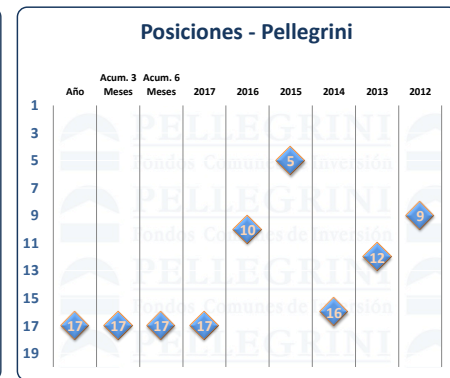 Posiciones - Pellegrini
Año Acum. 3 Meses Acum. 6 Meses 2017 2016 2015 2014 2013 2012
1
3
5
7
9
11
13
15
17
19
17 17 17 17 10 5 16 12 9
PELLEGRINI
Fondos Comunes de Inversión
PELLEGRINI
Fondos Comunes de Inversión
PELLEGRINI
Fondos Comunes de Inversión
PELLEGRINI